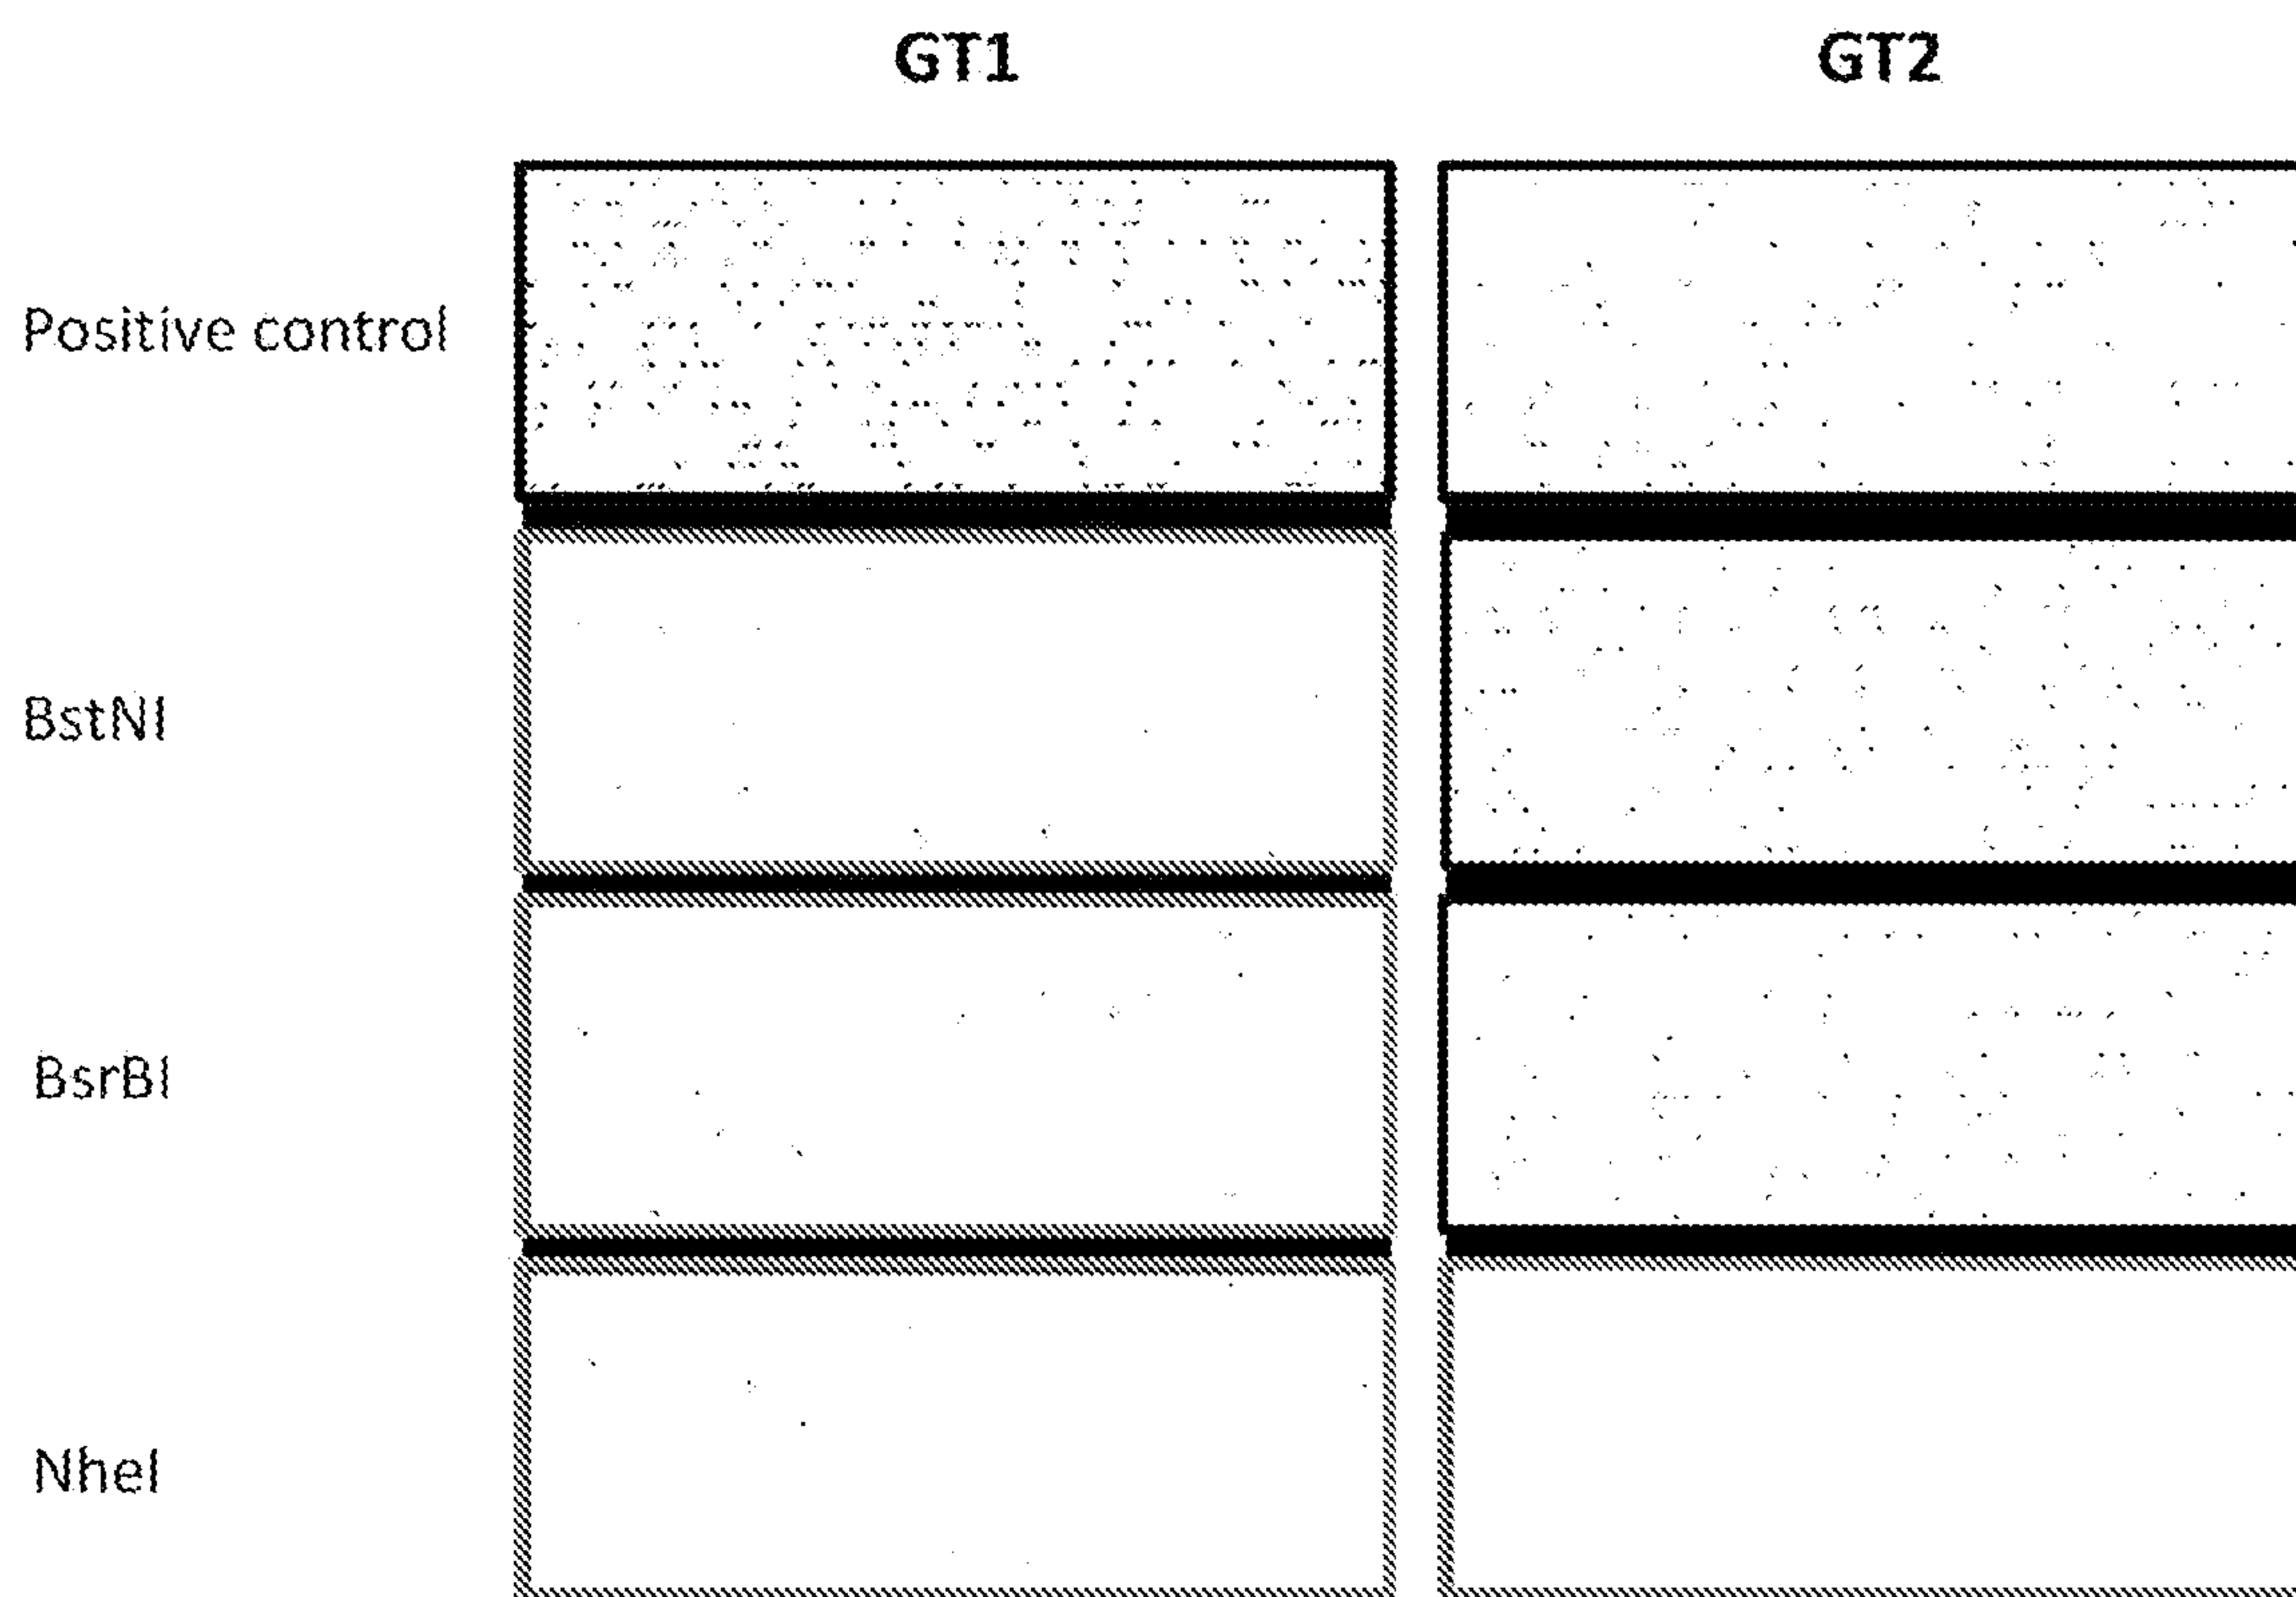 GT1 GT2
Positive control
BstNI
BsrBI
NheI